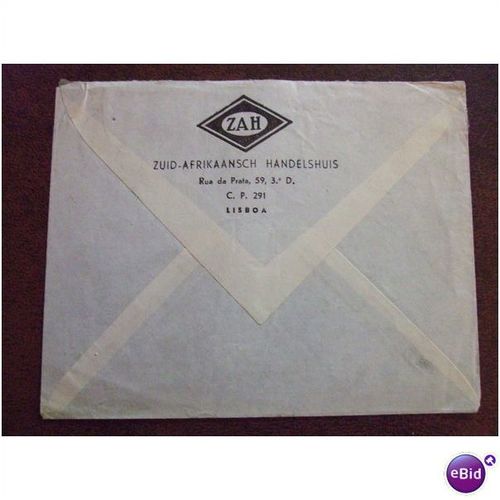 ZAH
ZUID-AFRIKAANSCH HANDELSHUIS
Rua da Prata, 59, 3.º D.
C. P. 291
LISBOA
eBid